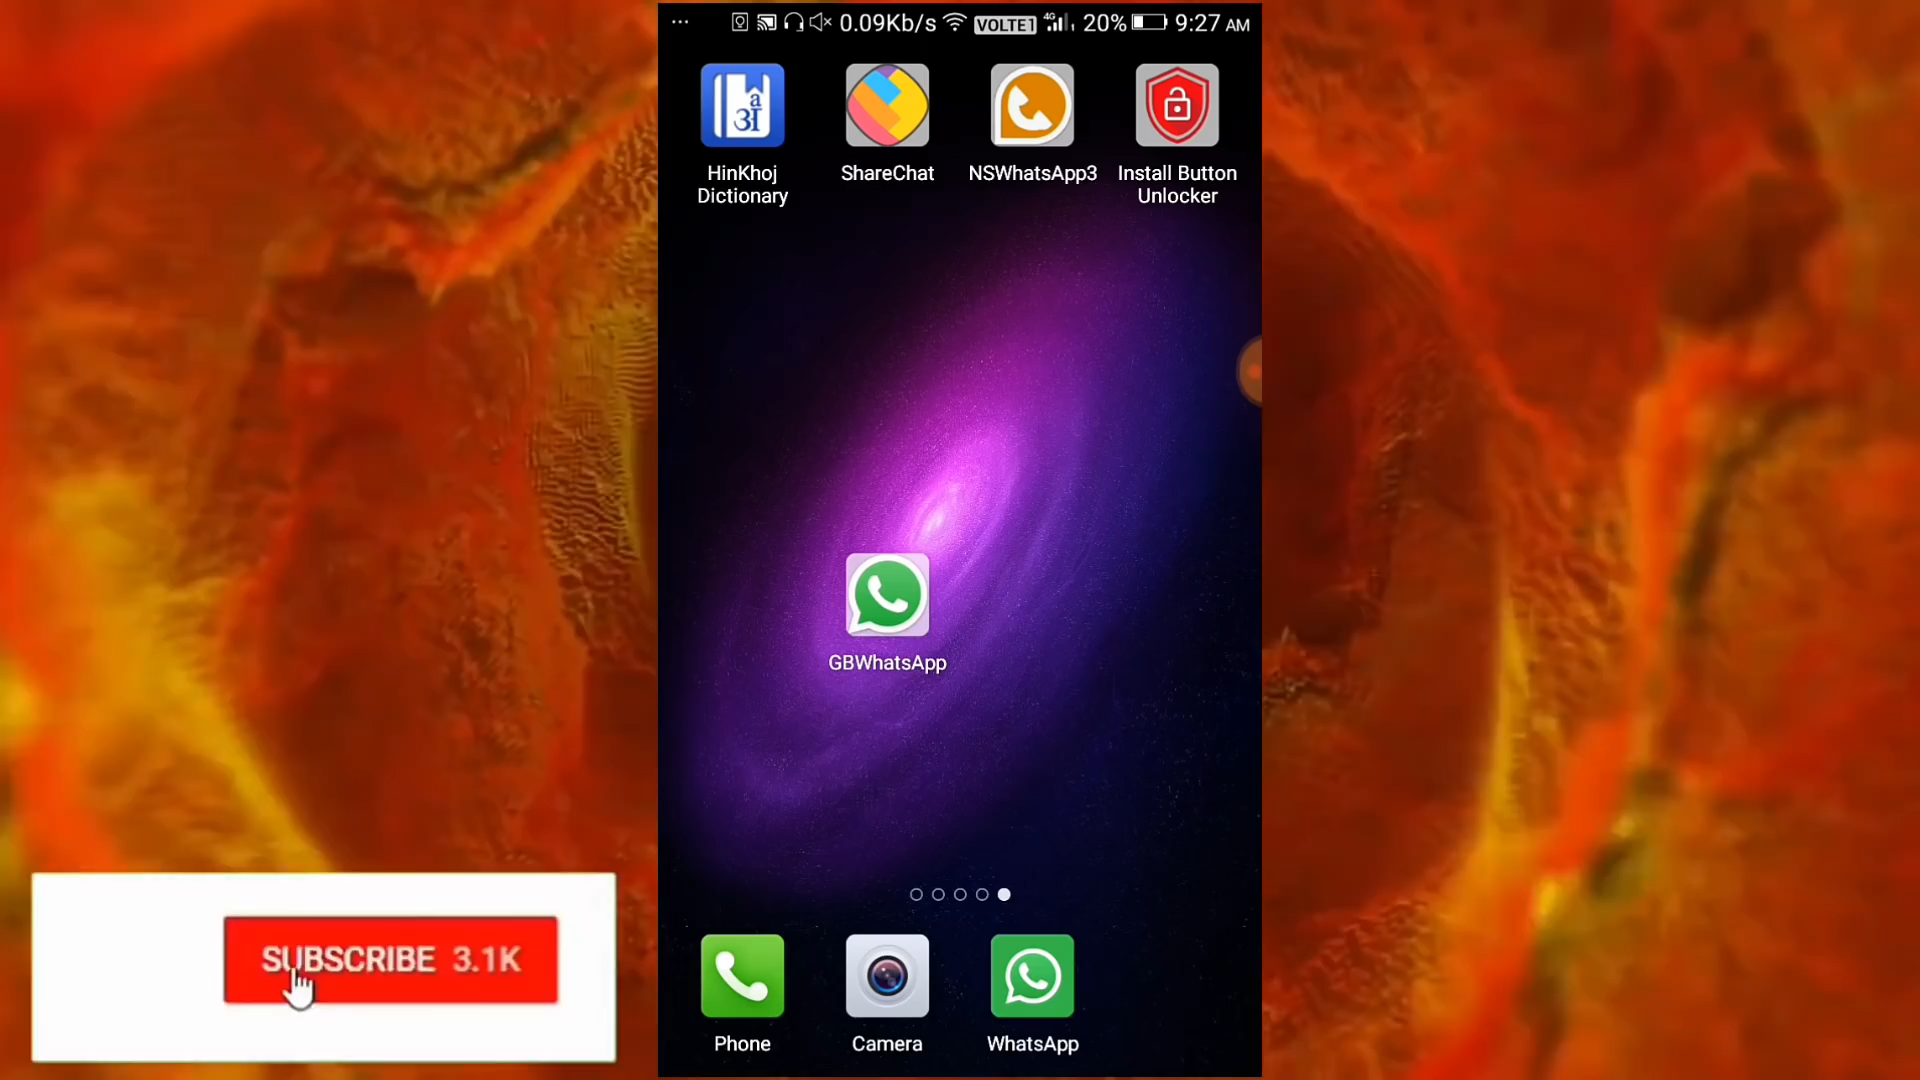 0.09Kb/s VOLTE1 4G 20% 9:27 AM
a
अ
HinKhoj
Dictionary
ShareChat
NSWhatsApp3
Install Button
Unlocker
GBWhatsApp
SUBSCRIBE 3.1K
Phone
Camera
WhatsApp